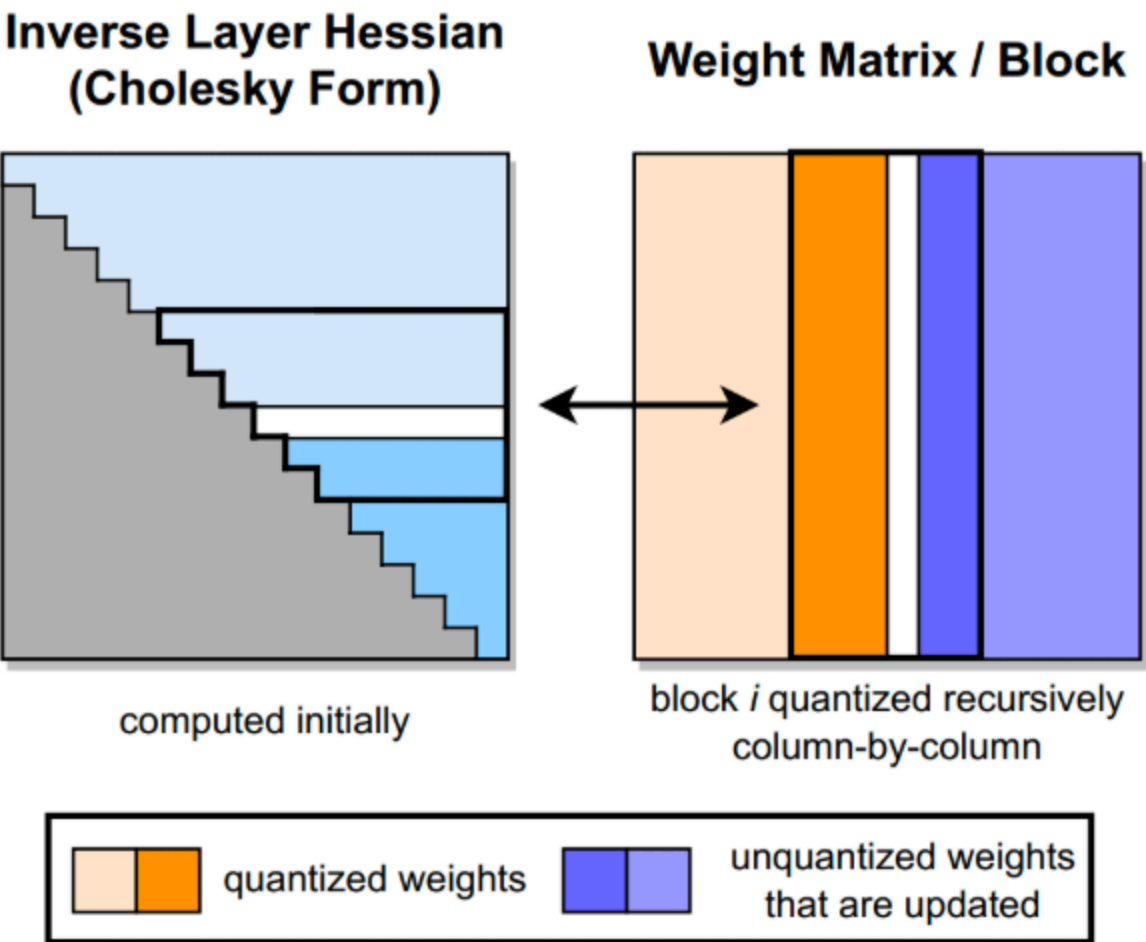 Inverse Layer Hessian
(Cholesky Form)
Weight Matrix / Block
computed initially
block i quantized recursively
column-by-column
quantized weights
unquantized weights
that are updated